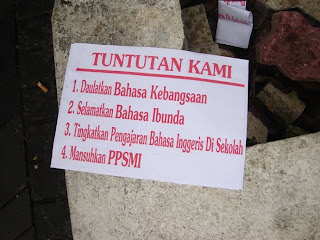 TUNTUTAN KAMI
1. Daulatkan Bahasa Kebangsaan
2. Selamatkan Bahasa Ibunda
3. Tingkatkan Pengajaran Bahasa Inggeris Di Sekolah
4. Mansuhkan PPSMI